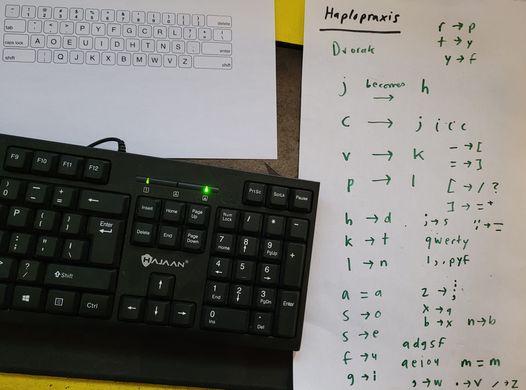 delete
tab P Y F G C R L
caps lock A O E U I D H T N S enter
shift Q J K X B M W V Z shift
F9 F10 F11 F12
PrtSc ScrLk Pause
Insert Home Page Up
Delete End Page Down
Num Lock / * -
7 Home 8 9 PgUp +
4 5 6
1 End 2 3 PgDn Enter
0 Ins . Del
Enter
P
L
Shift
Ctrl
HAJAAN
Haplopraxis
Dvorak
r → p
t → y
y → f
j becomes → h
c → j
v → k
p → l
- → [
= → ]
[ → / ?
] → = +
h → d
k → t
l → n
qwerty
',.pyf
a = a
s → o
s → e
f → u
g → i
z → ;
x → q
b → x n → b
adgsf
aeiou m = m
, → w . → v / → z